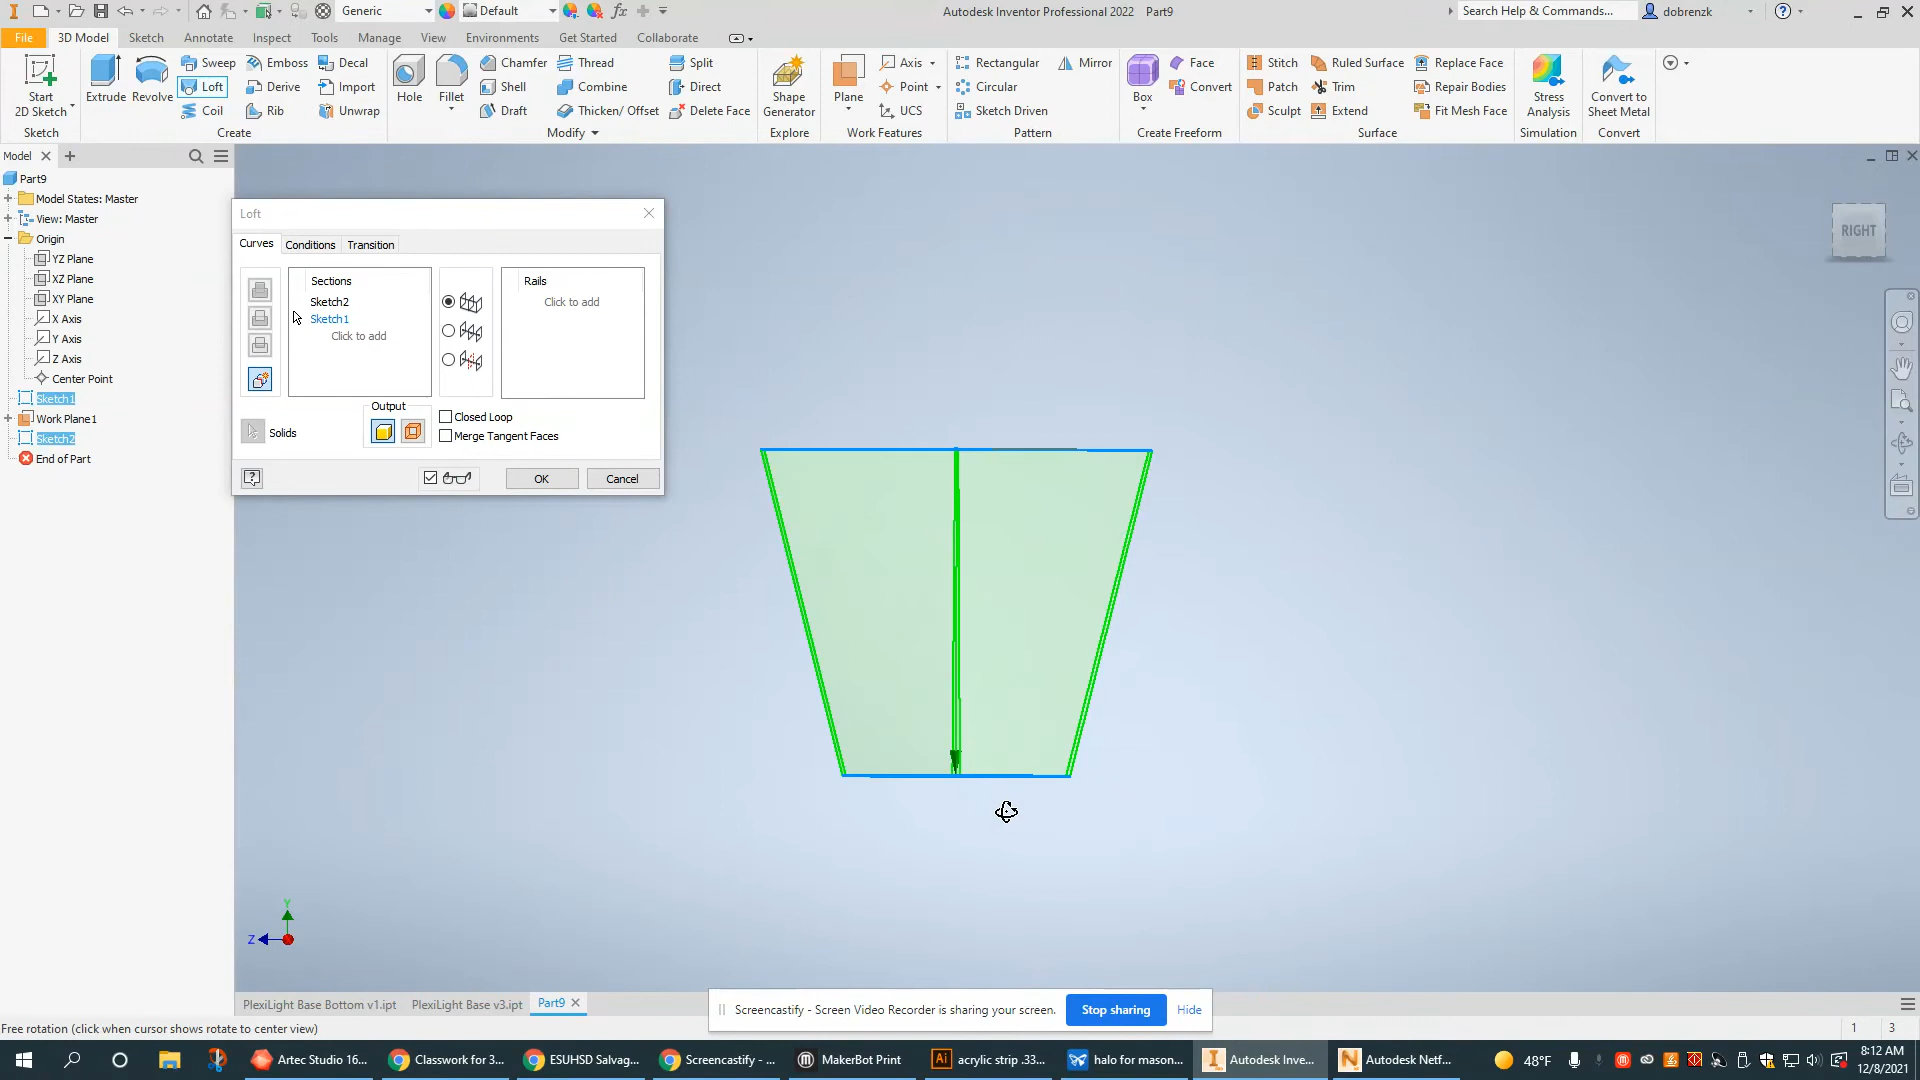 Generic
Default
Autodesk Inventor Professional 2022 Part9
Search Help & Commands...
dobrenzk
File 3D Model Sketch Annotate Inspect Tools Manage View Environments Get Started Collaborate
Start
2D Sketch
Extrude
Revolve
Sweep
Loft
Coil
Emboss
Derive
Rib
Decal
Import
Unwrap
Hole
Fillet
Chamfer
Shell
Draft
Thread
Combine
Thicken/ Offset
Split
Direct
Delete Face
Shape
Generator
Plane
Axis
Point
UCS
Rectangular
Circular
Sketch Driven
Mirror
Box
Face
Convert
Stitch
Patch
Sculpt
Ruled Surface
Trim
Extend
Replace Face
Repair Bodies
Fit Mesh Face
Stress
Analysis
Convert to
Sheet Metal
Sketch Create Modify Explore Work Features Pattern Create Freeform Surface Simulation Convert
Model
Part9
Model States: Master
View: Master
Origin
YZ Plane
XZ Plane
XY Plane
X Axis
Y Axis
Z Axis
Center Point
Sketch1
Work Plane1
Sketch2
End of Part
Loft
Curves Conditions Transition
Sections
Sketch2
Sketch1
Click to add
Rails
Click to add
Solids
Output
Closed Loop
Merge Tangent Faces
OK
Cancel
RIGHT
Y
Z
PlexiLight Base Bottom v1.ipt PlexiLight Base v3.ipt Part9
Screencastify - Screen Video Recorder is sharing your screen.
Stop sharing
Hide
Free rotation (click when cursor shows rotate to center view)
1 3
Artec Studio 16...
Classwork for 3...
ESUHSD Salvag...
Screencastify - ...
MakerBot Print
acrylic strip .33...
halo for mason...
Autodesk Inve...
Autodesk Netf...
48°F
8:12 AM
12/8/2021